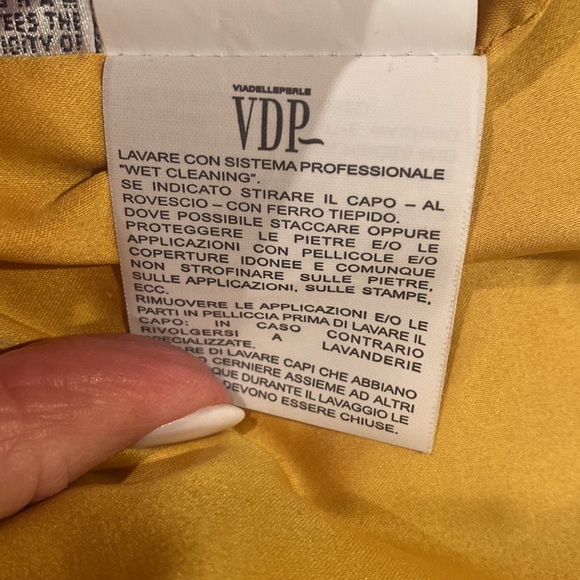 CITY O
VIADELLEPERLE
VDP
LAVARE CON SISTEMA PROFESSIONALE
"WET CLEANING".
SE INDICATO STIRARE IL CAPO – AL
ROVESCIO – CON FERRO TIEPIDO.
DOVE POSSIBILE STACCARE OPPURE
PROTEGGERE LE PIETRE E/O LE
APPLICAZIONI CON PELLICOLE E/O
COPERTURE IDONEE E COMUNQUE
NON STROFINARE SULLE PIETRE,
SULLE APPLICAZIONI, SULLE STAMPE,
ECC.
RIMUOVERE LE APPLICAZIONI E/O LE
PARTI IN PELLICCIA PRIMA DI LAVARE IL
CAPO: IN CASO CONTRARIO
RIVOLGERSI A LAVANDERIE
SPECIALIZZATE.
RE DI LAVARE CAPI CHE ABBIANO
CERNIERE ASSIEME AD ALTRI
QUE DURANTE IL LAVAGGIO LE
DEVONO ESSERE CHIUSE.